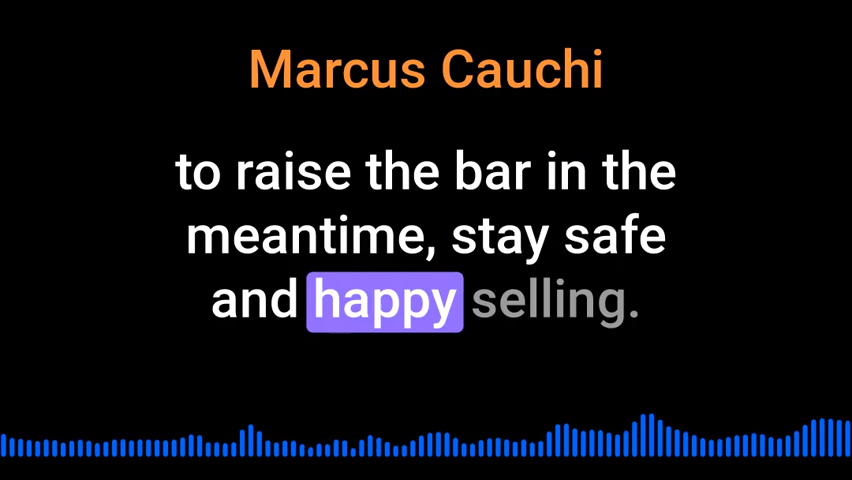 Marcus Cauchi
to raise the bar in the
meantime, stay safe
and happy selling.